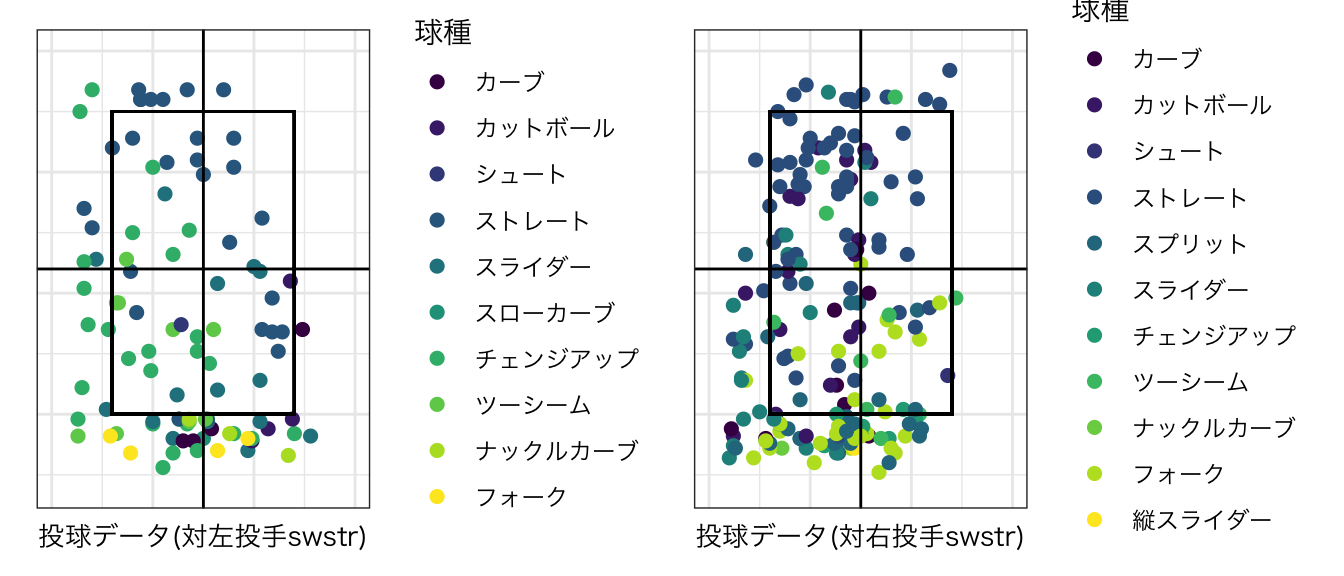 球種
カーブ
カットボール
シュート
ストレート
スライダー
スローカーブ
チェンジアップ
ツーシーム
ナックルカーブ
フォーク
投球データ(対左投手swstr)
球種
カーブ
カットボール
シュート
ストレート
スプリット
スライダー
チェンジアップ
ツーシーム
ナックルカーブ
フォーク
縦スライダー
投球データ(対右投手swstr)